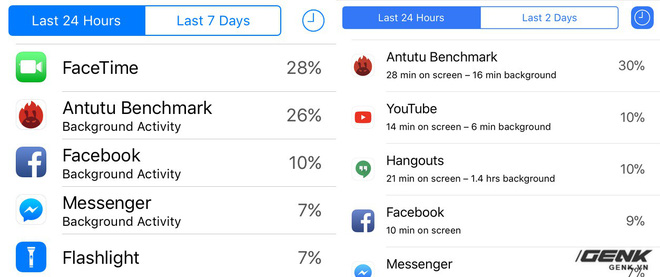 Last 24 Hours
Last 7 Days
FaceTime
28%
Antutu Benchmark
Background Activity
26%
Facebook
Background Activity
10%
Messenger
Background Activity
7%
Flashlight
7%
Last 24 Hours
Last 2 Days
Antutu Benchmark
28 min on screen – 16 min background
30%
YouTube
14 min on screen – 6 min background
10%
Hangouts
21 min on screen – 1.4 hrs background
10%
Facebook
10 min on screen
9%
Messenger
7%
GENK
GENK.VN